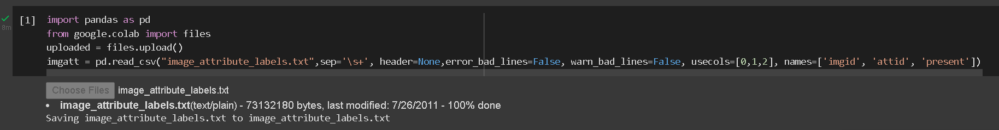 [1] import pandas as pd
8m
from google.colab import files
uploaded = files.upload()
imgatt = pd.read_csv("image_attribute_labels.txt",sep='\s+', header=None,error_bad_lines=False, warn_bad_lines=False, usecols=[0,1,2], names=['imgid', 'attid', 'present'])
Choose Files image_attribute_labels.txt
• image_attribute_labels.txt(text/plain) - 73132180 bytes, last modified: 7/26/2011 - 100% done
Saving image_attribute_labels.txt to image_attribute_labels.txt